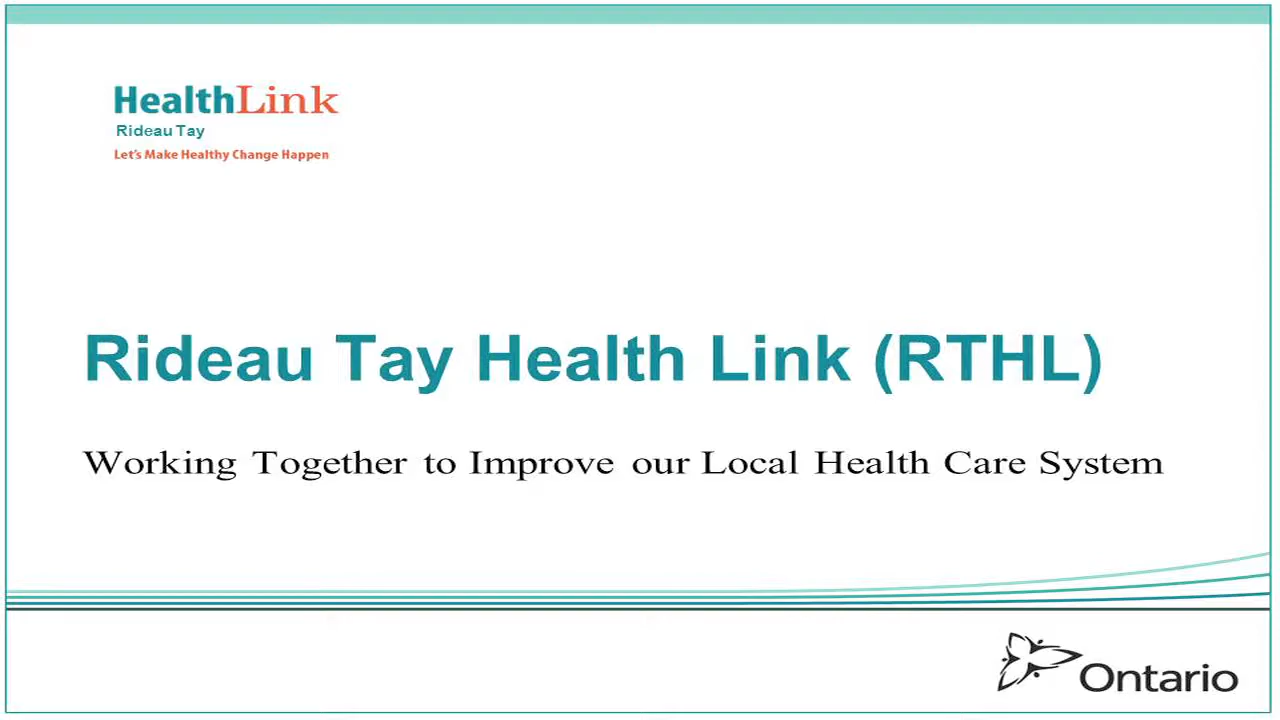 HealthLink
Rideau Tay
Let's Make Healthy Change Happen
Rideau Tay Health Link (RTHL)
Working Together to Improve our Local Health Care System
Ontario